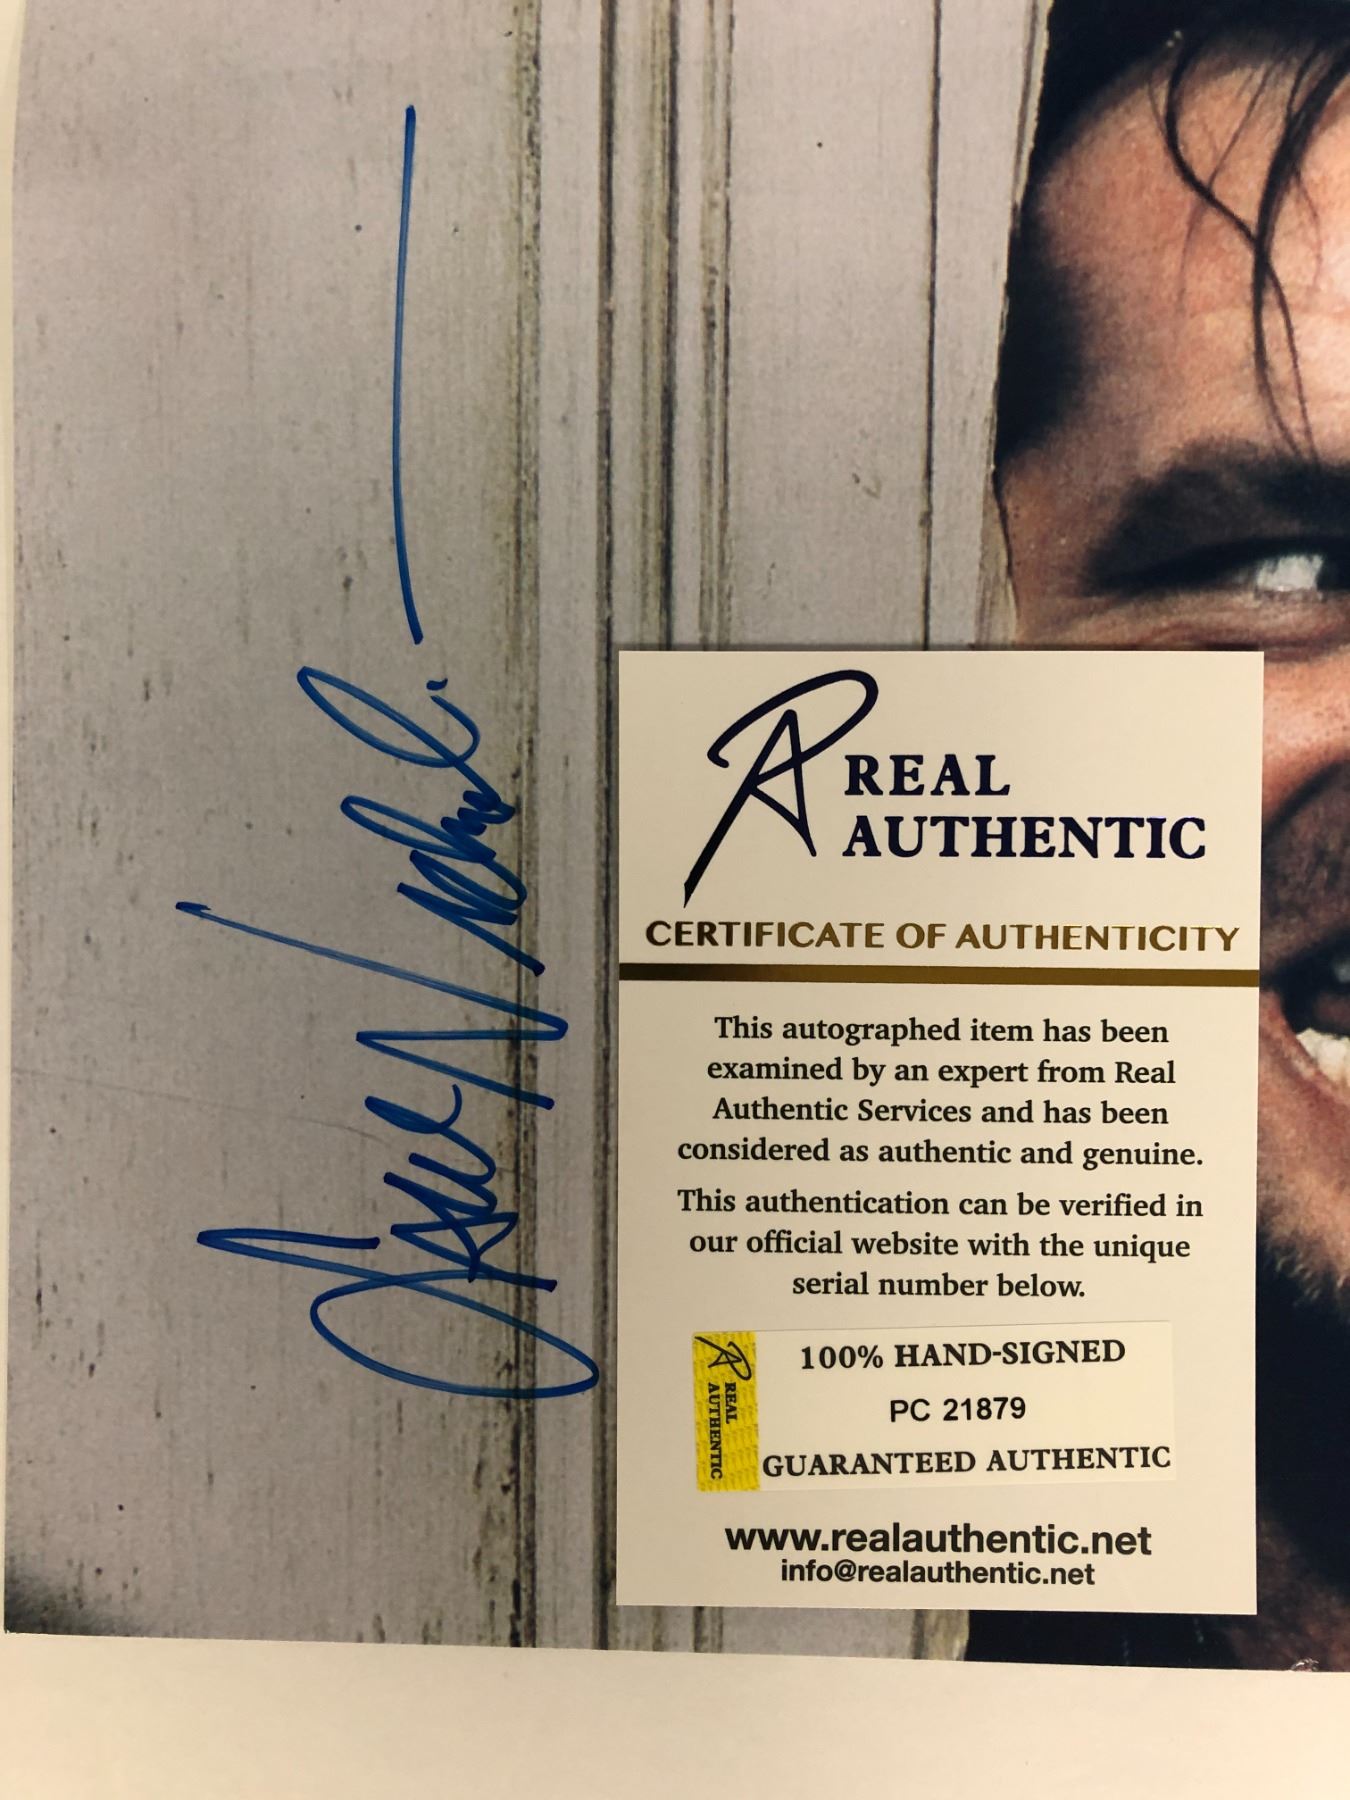 REAL
AUTHENTIC
CERTIFICATE OF AUTHENTICITY
This autographed item has been
examined by an expert from Real
Authentic Services and has been
considered as authentic and genuine.
This authentication can be verified in
our official website with the unique
serial number below.
REAL
AUTHENTIC
100% HAND-SIGNED
PC 21879
GUARANTEED AUTHENTIC
www.realauthentic.net
info@realauthentic.net